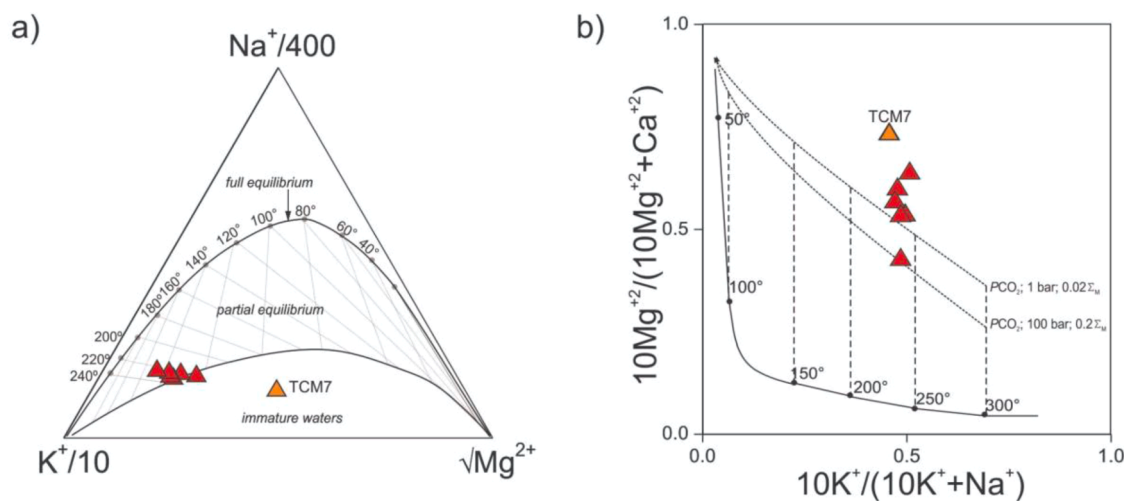 a)
Na⁺/400
full equilibrium
80°
100°
120°
140°
160°
180°
200°
220°
240°
60°
40°
partial equilibrium
TCM7
immature waters
K⁺/10
√Mg²⁺
b)
1.0
0.5
0.0
10Mg⁺²/(10Mg⁺²+Ca⁺²)
TCM7
50°
100°
150°
200°
250°
300°
PCO₂; 1 bar; 0.02Σₘ
PCO₂; 100 bar; 0.2Σₘ
0.0
0.5
1.0
10K⁺/(10K⁺+Na⁺)